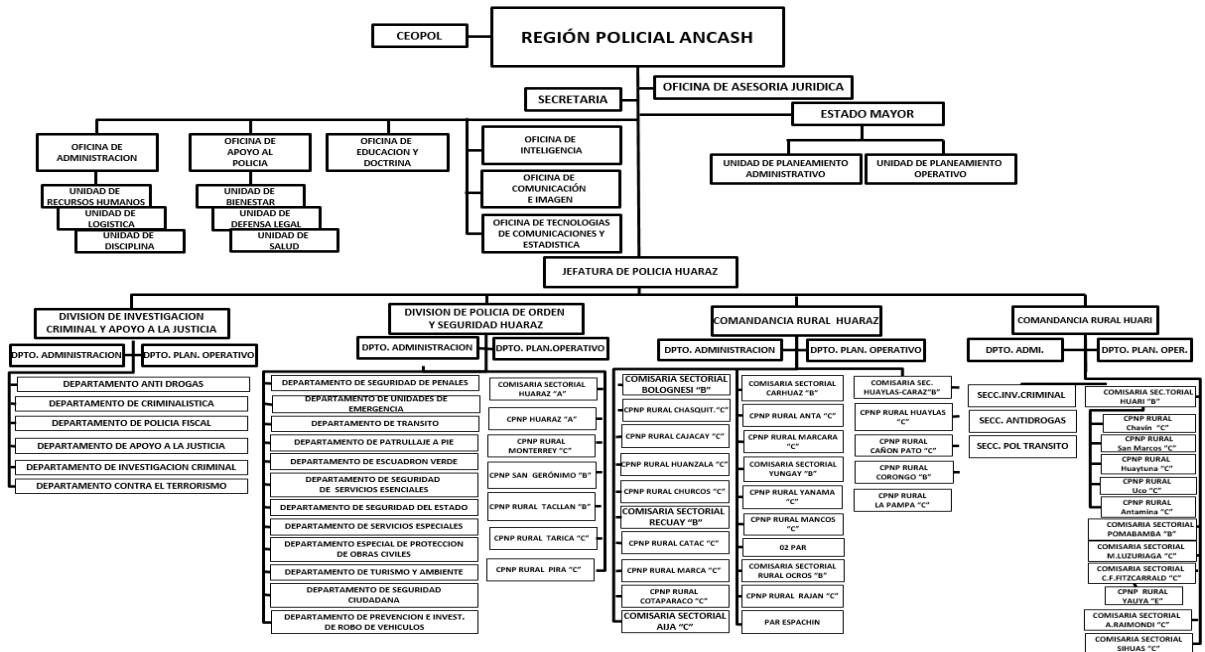 CEOPOL
REGIÓN POLICIAL ANCASH
SECRETARIA
OFICINA DE ASESORIA JURIDICA
ESTADO MAYOR
UNIDAD DE PLANEAMIENTO
ADMINISTRATIVO
UNIDAD DE PLANEAMIENTO
OPERATIVO
OFICINA DE
ADMINISTRACION
UNIDAD DE
RECURSOS HUMANOS
UNIDAD DE
LOGISTICA
UNIDAD DE
DISCIPLINA
OFICINA DE
APOYO AL
POLICIA
UNIDAD DE
BIENESTAR
UNIDAD DE
DEFENSA LEGAL
UNIDAD DE
SALUD
OFICINA DE
EDUCACION Y
DOCTRINA
OFICINA DE
INTELIGENCIA
OFICINA DE
COMUNICACIÓN
E IMAGEN
OFICINA DE TECNOLOGIAS
DE COMUNICACIONES Y
ESTADISTICA
JEFATURA DE POLICIA HUARAZ
DIVISION DE INVESTIGACION
CRIMINAL Y APOYO A LA JUSTICIA
DPTO. ADMINISTRACION
DPTO. PLAN. OPERATIVO
DEPARTAMENTO ANTI DROGAS
DEPARTAMENTO DE CRIMINALISTICA
DEPARTAMENTO DE POLICIA FISCAL
DEPARTAMENTO DE APOYO A LA JUSTICIA
DEPARTAMENTO DE INVESTIGACION CRIMINAL
DEPARTAMENTO CONTRA EL TERRORISMO
DIVISION DE POLICIA DE ORDEN
Y SEGURIDAD HUARAZ
DPTO. ADMINISTRACION
DPTO. PLAN.OPERATIVO
DEPARTAMENTO DE SEGURIDAD DE PENALES
DEPARTAMENTO DE UNIDADES DE
EMERGENCIA
DEPARTAMENTO DE TRANSITO
DEPARTAMENTO DE PATRULLAJE A PIE
DEPARTAMENTO DE ESCUADRON VERDE
DEPARTAMENTO DE SEGURIDAD
DE SERVICIOS ESENCIALES
DEPARTAMENTO DE SEGURIDAD DEL ESTADO
DEPARTAMENTO DE SERVICIOS ESPECIALES
DEPARTAMENTO ESPECIAL DE PROTECCION
DE OBRAS CIVILES
DEPARTAMENTO DE TURISMO Y AMBIENTE
DEPARTAMENTO DE SEGURIDAD
CIUDADANA
DEPARTAMENTO DE PREVENCION E INVEST.
DE ROBO DE VEHICULOS
COMISARIA SECTORIAL
HUARAZ "A"
CPNP HUARAZ "A"
CPNP RURAL
MONTERREY "C"
CPNP SAN GERÓNIMO "B"
CPNP RURAL TACLLAN "B"
CPNP RURAL TARICA "C"
CPNP RURAL PIRA "C"
COMANDANCIA RURAL HUARAZ
DPTO. ADMINISTRACION
DPTO. PLAN. OPERATIVO
COMISARIA SECTORIAL
BOLOGNESI "B"
CPNP RURAL CHASQUIT."C"
CPNP RURAL CAJACAY "C"
CPNP RURAL HUANZALA "C"
CPNP RURAL CHURCOS "C"
COMISARIA SECTORIAL
RECUAY "B"
CPNP RURAL CATAC "C"
CPNP RURAL MARCA "C"
CPNP RURAL
COTAPARACO "C"
COMISARIA SECTORIAL
AIJA "C"
COMISARIA SECTORIAL
CARHUAZ "B"
CPNP RURAL ANTA "C"
CPNP RURAL MARCARA
"C"
COMISARIA SECTORIAL
YUNGAY "B"
CPNP RURAL YANAMA
"C"
CPNP RURAL MANCOS
"C"
02 PAR
COMISARIA SECTORIAL
RURAL OCROS "B"
CPNP RURAL RAJAN "C"
PAR ESPACHIN
COMISARIA SEC.
HUAYLAS-CARAZ"B"
CPNP RURAL HUAYLAS
"C"
CPNP RURAL
CAÑON PATO "C"
CPNP RURAL
CORONGO "B"
CPNP RURAL
LA PAMPA "C"
COMANDANCIA RURAL HUARI
DPTO. ADMI.
DPTO. PLAN. OPER.
SECC.INV.CRIMINAL
SECC. ANTIDROGAS
SECC. POL TRANSITO
COMISARIA SEC.TORIAL
HUARI "B"
CPNP RURAL
Chavín "C"
CPNP RURAL
San Marcos "C"
CPNP RURAL
Huaytuna "C"
CPNP RURAL
Uco "C"
CPNP RURAL
Antamina "C"
COMISARIA SECTORIAL
POMABAMBA "B"
COMISARIA SECTORIAL
M.LUZURIAGA "C"
COMISARIA SECTORIAL
C.F.FITZCARRALD "C"
CPNP RURAL
YAUYA "E"
COMISARIA SECTORIAL
A.RAIMONDI "C"
COMISARIA SECTORIAL
SIHUAS "C"